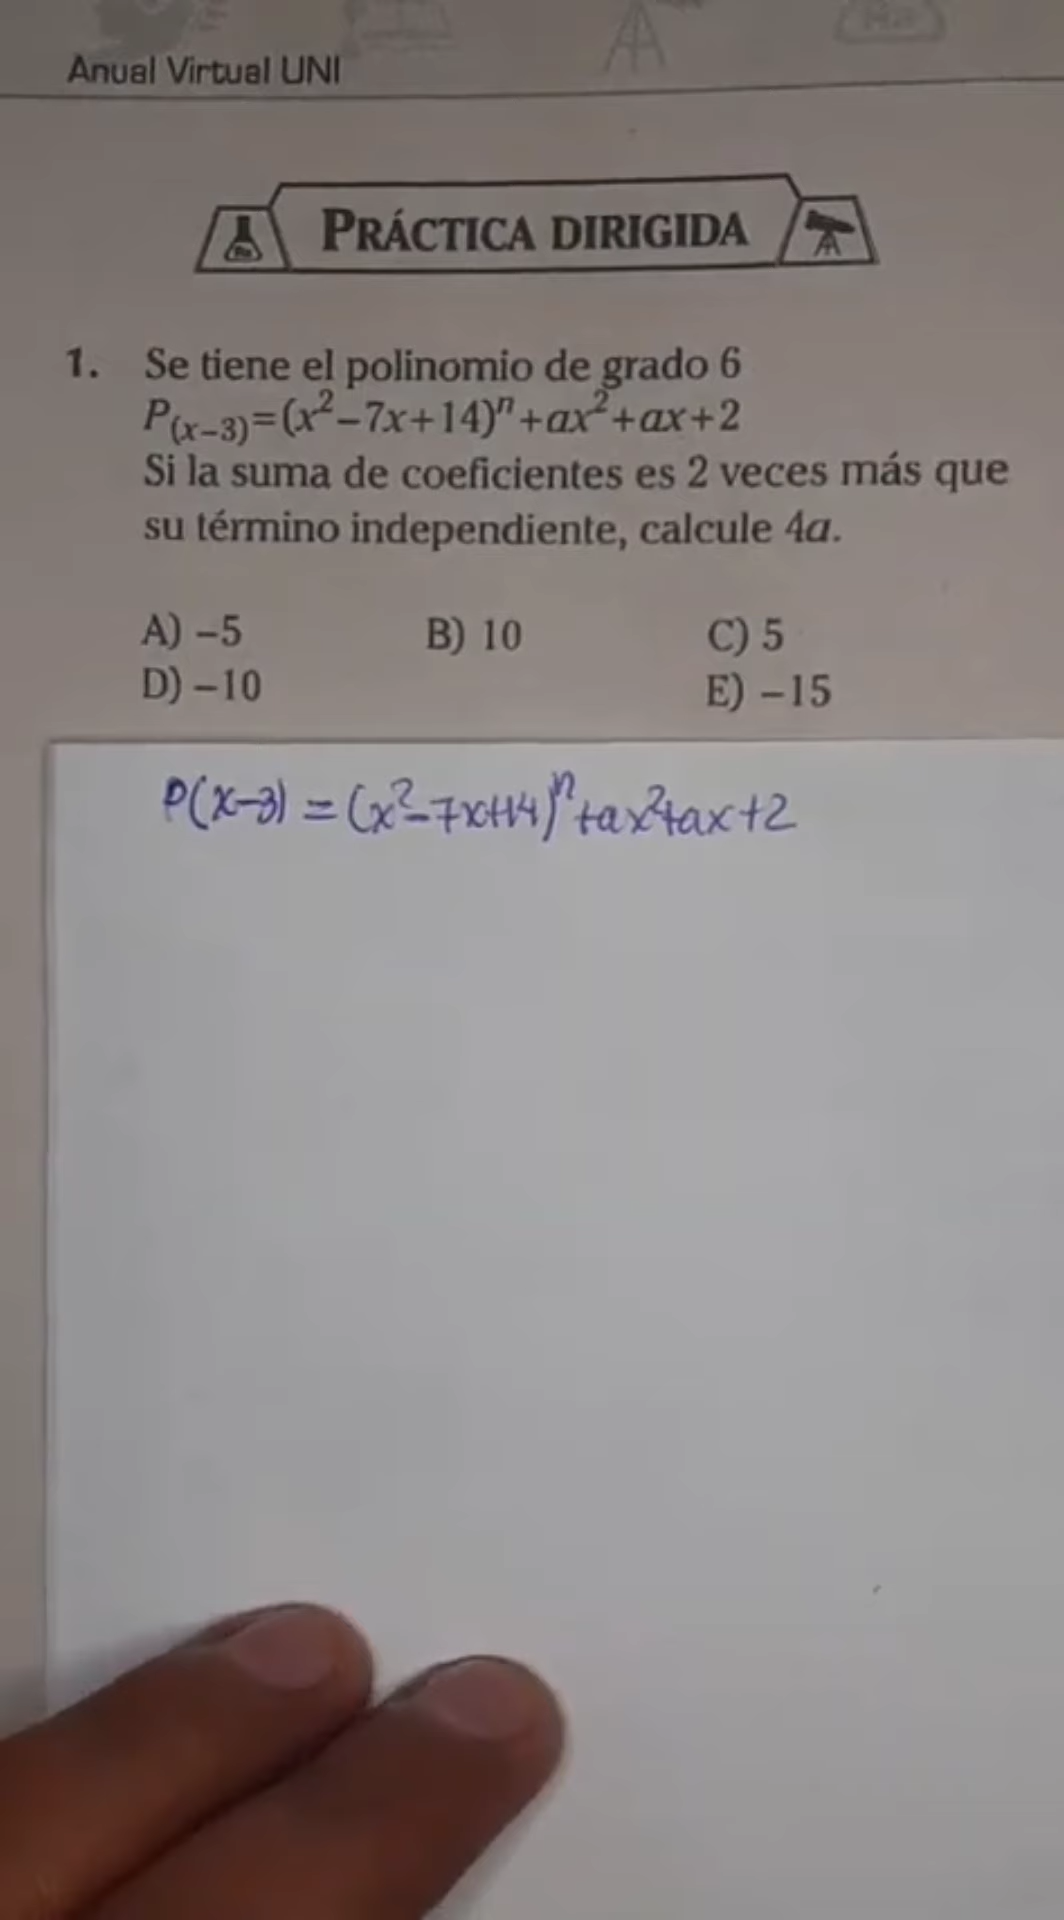 Anual Virtual UNI
PRÁCTICA DIRIGIDA
1. Se tiene el polinomio de grado 6
P(x−3)=(x²−7x+14)ⁿ+ax²+ax+2
Si la suma de coeficientes es 2 veces más que
su término independiente, calcule 4a.
A) −5 B) 10 C) 5
D) −10 E) −15
P(x-3) = (x²-7x+14)ⁿ+ax²+ax+2